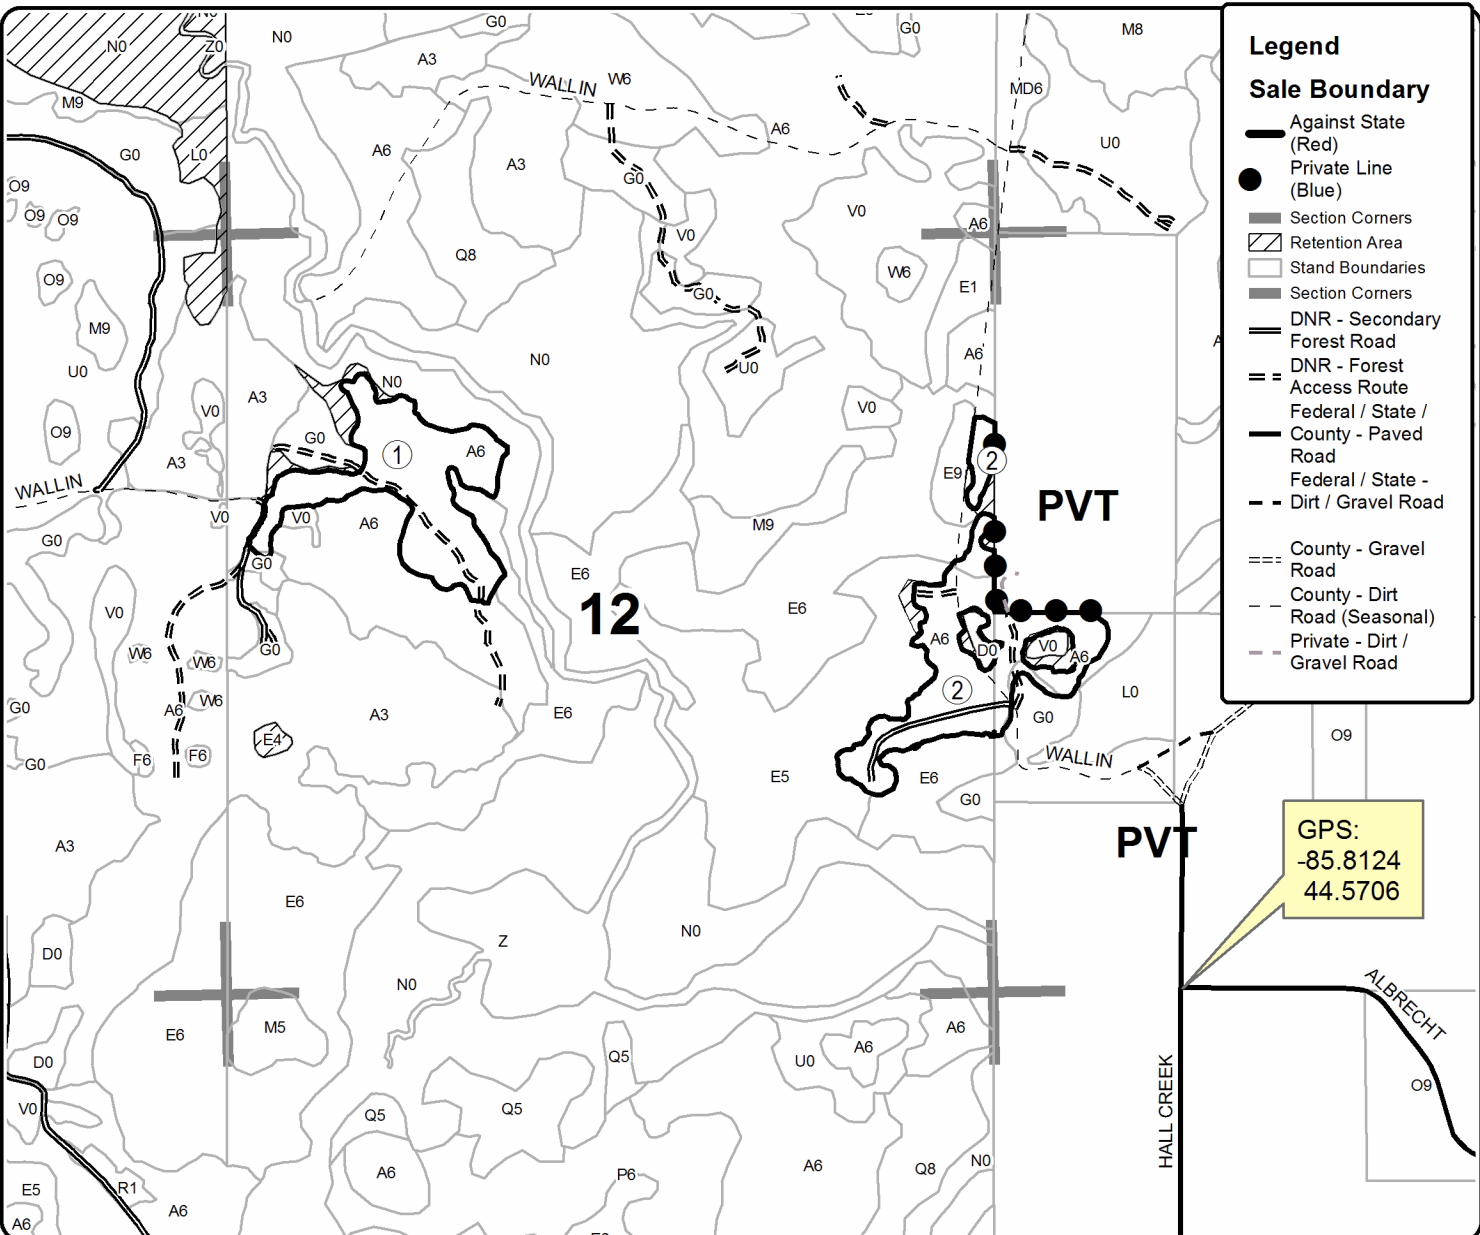 N0
Z0
N0
G0
A3
W6
WALLIN
G0
M8
MD6
M9
G0
L0
A6
A3
G0
A6
U0
O9
O9
O9
V0
V0
A6
Q8
W6
O9
G0
E1
M9
U0
N0
U0
A6
A3
N0
V0
V0
O9
G0
1
A6
A3
2
E9
WALLIN
PVT
V0
V0
A6
M9
G0
G0
E6
12
E6
V0
W6
W6
G0
A6
D0
V0
A6
2
L0
G0
A6
W6
A3
E6
G0
E4
G0
F6
F6
E5
E6
WALLIN
O9
G0
A3
PVT
GPS:
-85.8124
44.5706
E6
D0
Z
N0
N0
E6
M5
A6
ALBRECHT
D0
Q5
U0
A6
HALL CREEK
O9
V0
Q5
Q5
A6
P6
A6
Q8
N0
E5
R1
A6
A6
Legend
Sale Boundary
Against State
(Red)
Private Line
(Blue)
Section Corners
Retention Area
Stand Boundaries
Section Corners
DNR - Secondary
Forest Road
DNR - Forest
Access Route
Federal / State /
County - Paved
Road
Federal / State -
Dirt / Gravel Road
County - Gravel
Road
County - Dirt
Road (Seasonal)
Private - Dirt /
Gravel Road